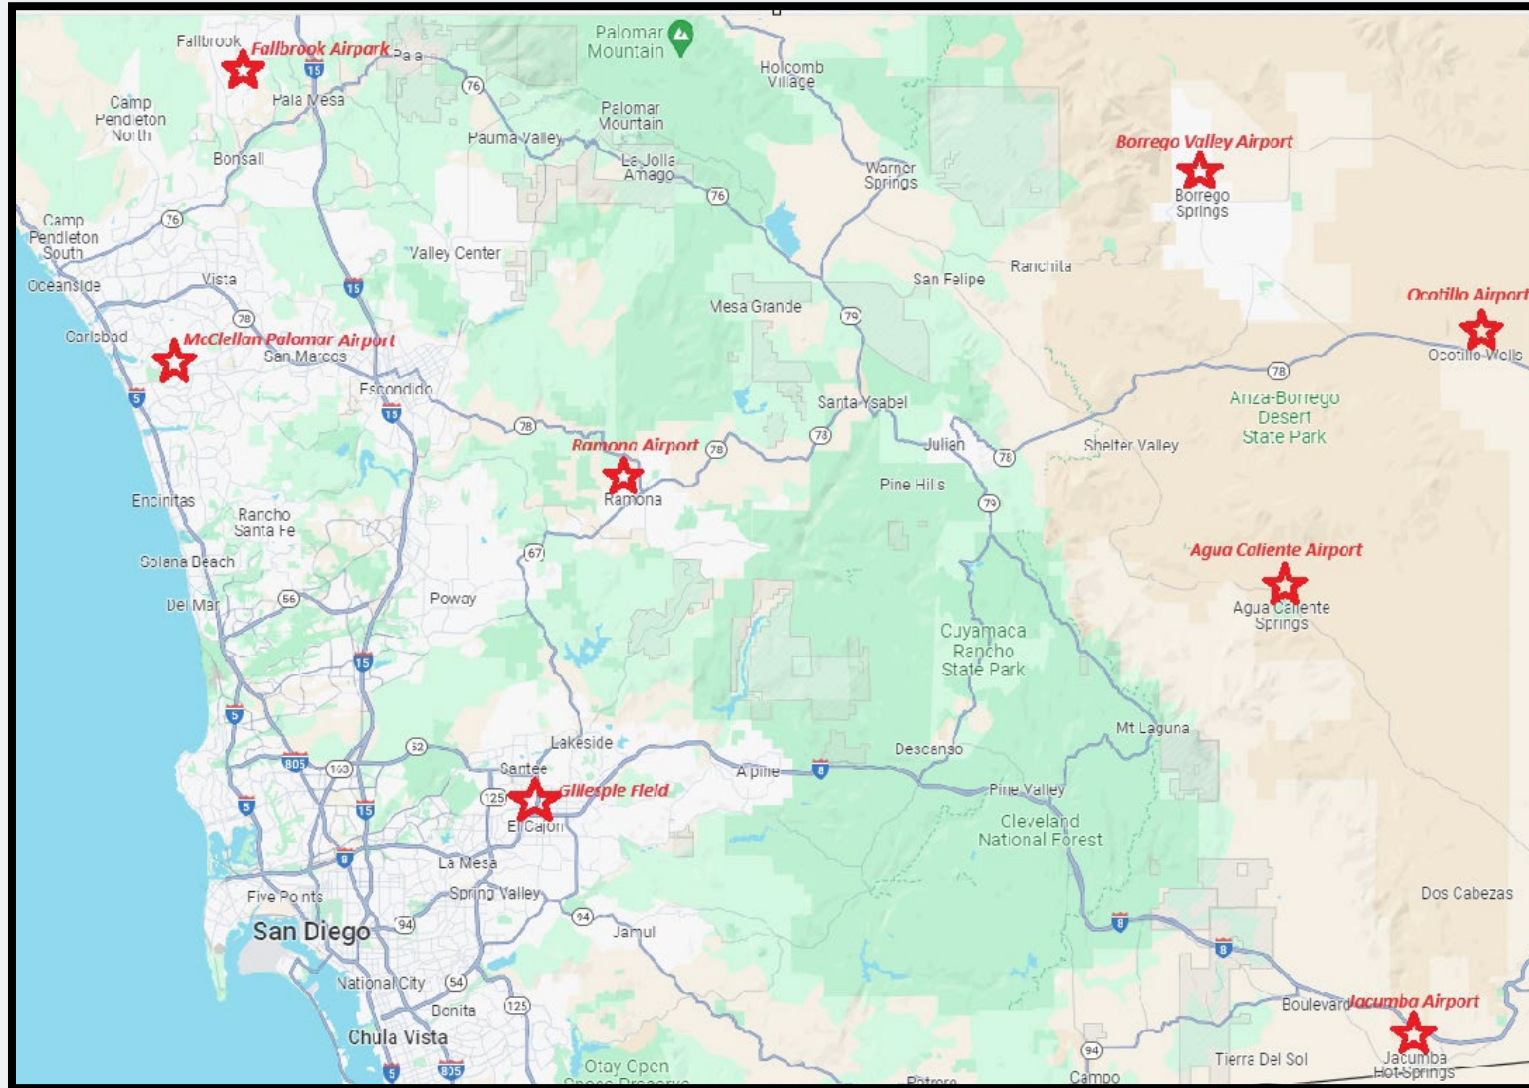 Fallbrook
Fallbrook Airpark
Pala
15
Palomar
Mountain
Holcomb
Village
76
Camp
Pendleton
North
Pala Mesa
Palomar
Mountain
Pauma Valley
Borrego Valley Airport
Bonsall
La Jolla
Amago
Warner
Springs
76
Borrego
Springs
76
Camp
Pendleton
South
Valley Center
Ranchita
San Felipe
Oceanside
Vista
15
Ocotillo Airport
Mesa Grande
79
78
Carlsbad
McClellan Palomar Airport
San Marcos
Ocotillo Wells
78
Escondido
5
15
Santa Ysabel
Anza-Borrego
Desert
State Park
78
Ramona Airport
78
78
Julian
78
Shelter Valley
Pine Hills
Encinitas
Ramona
79
Rancho
Santa Fe
67
Solana Beach
Agua Caliente Airport
Del Mar
56
Poway
Agua Caliente
Springs
Cuyamaca
Rancho
State Park
15
5
Mt Laguna
52
Lakeside
Descanso
805
163
Santee
Alpine
8
5
15
125
Gillespie Field
Pine Valley
El Cajon
Cleveland
National Forest
8
La Mesa
Five Points
Spring Valley
Dos Cabezas
94
94
8
San Diego
Jamul
8
National City
54
125
Bonita
Boulevard
Jacumba Airport
Chula Vista
94
Tierra Del Sol
Jacumba
Hot Springs
5
805
Otay Open
Space Preserve
Potrero
Campo